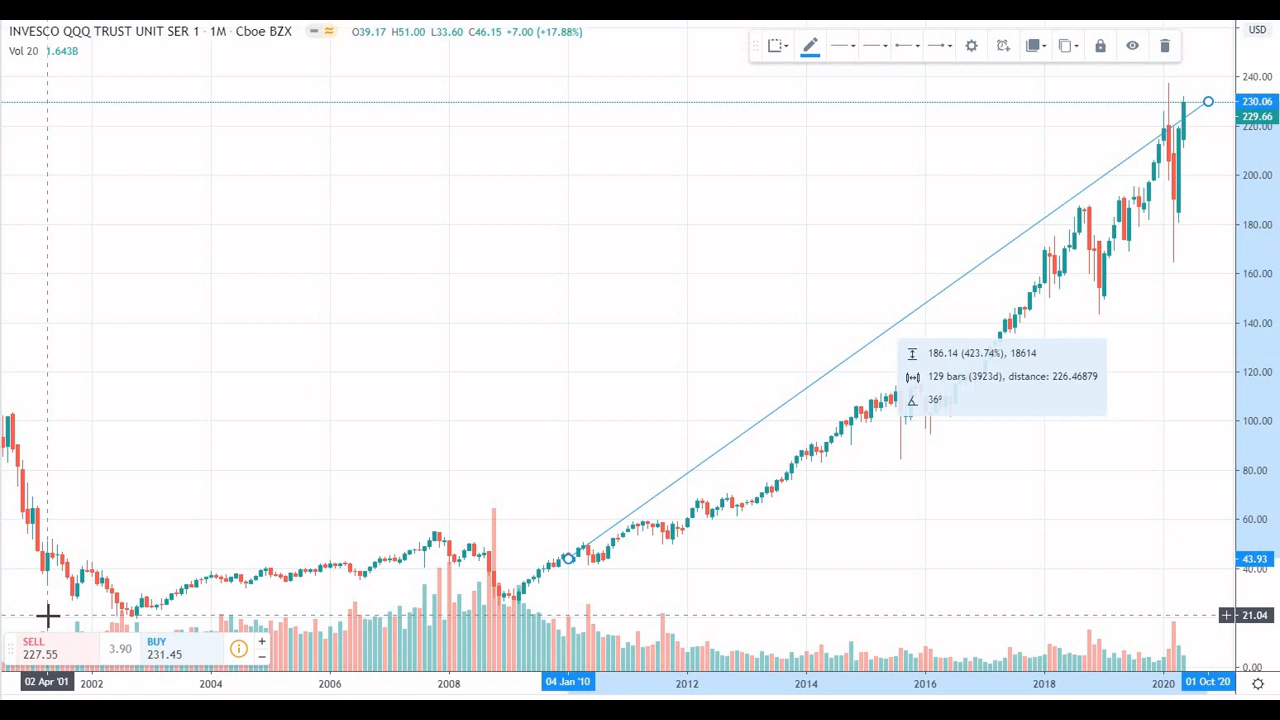 INVESCO QQQ TRUST UNIT SER 1 · 1M · Cboe BZX O39.17 H51.00 L33.60 C46.15 +7.00 (+17.88%)
Vol 20 1.643B
USD
240.00
230.06
229.66
220.00
200.00
180.00
160.00
140.00
120.00
100.00
80.00
60.00
43.93
40.00
21.04
0.00
186.14 (423.74%), 18614
129 bars (3923d), distance: 226.46879
36º
SELL
227.55
3.90
BUY
231.45
02 Apr '01 2002 2004 2006 2008 04 Jan '10 2012 2014 2016 2018 2020 01 Oct '20